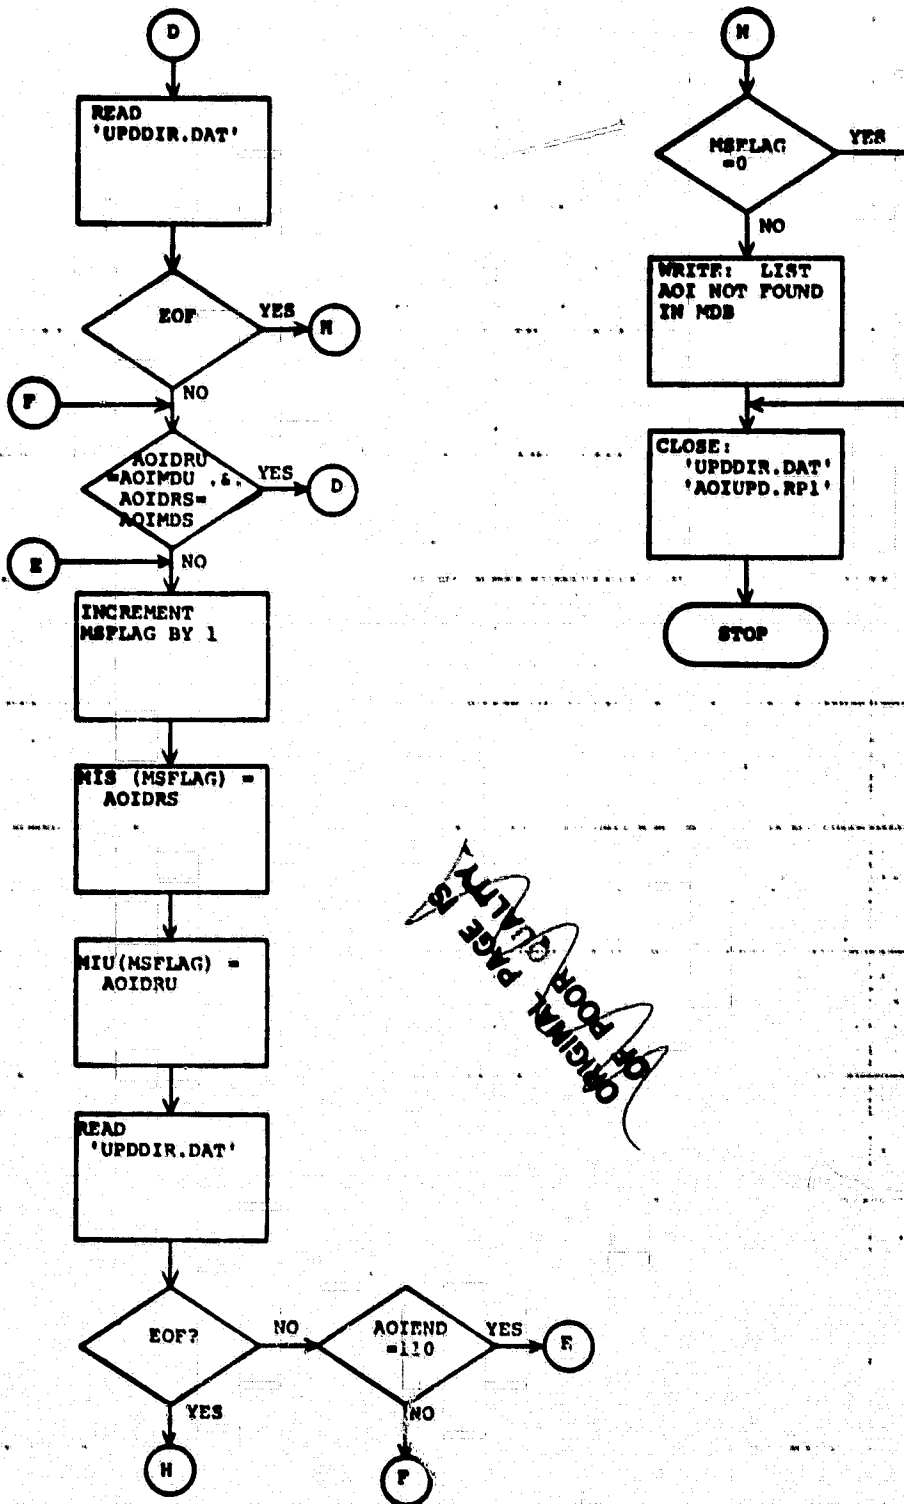 D
READ
'UPDDIR.DAT'
EOF
YES
H
NO
F
AOIDRU
=AOIMDU .&.
AOIDRS=
AOIMDS
YES
D
E
NO
INCREMENT
MSFLAG BY 1
MIS (MSFLAG) =
AOIDRS
MIU(MSFLAG) =
AOIDRU
READ
'UPDDIR.DAT'
EOF?
NO
YES
H
AOIEND
=110
YES
E
NO
F
H
MSFLAG
=0
YES
NO
WRITE: LIST
AOI NOT FOUND
IN MDB
CLOSE:
'UPDDIR.DAT'
'AOIUPD.RP1'
STOP
ORIGINAL PAGE IS
OF POOR QUALITY